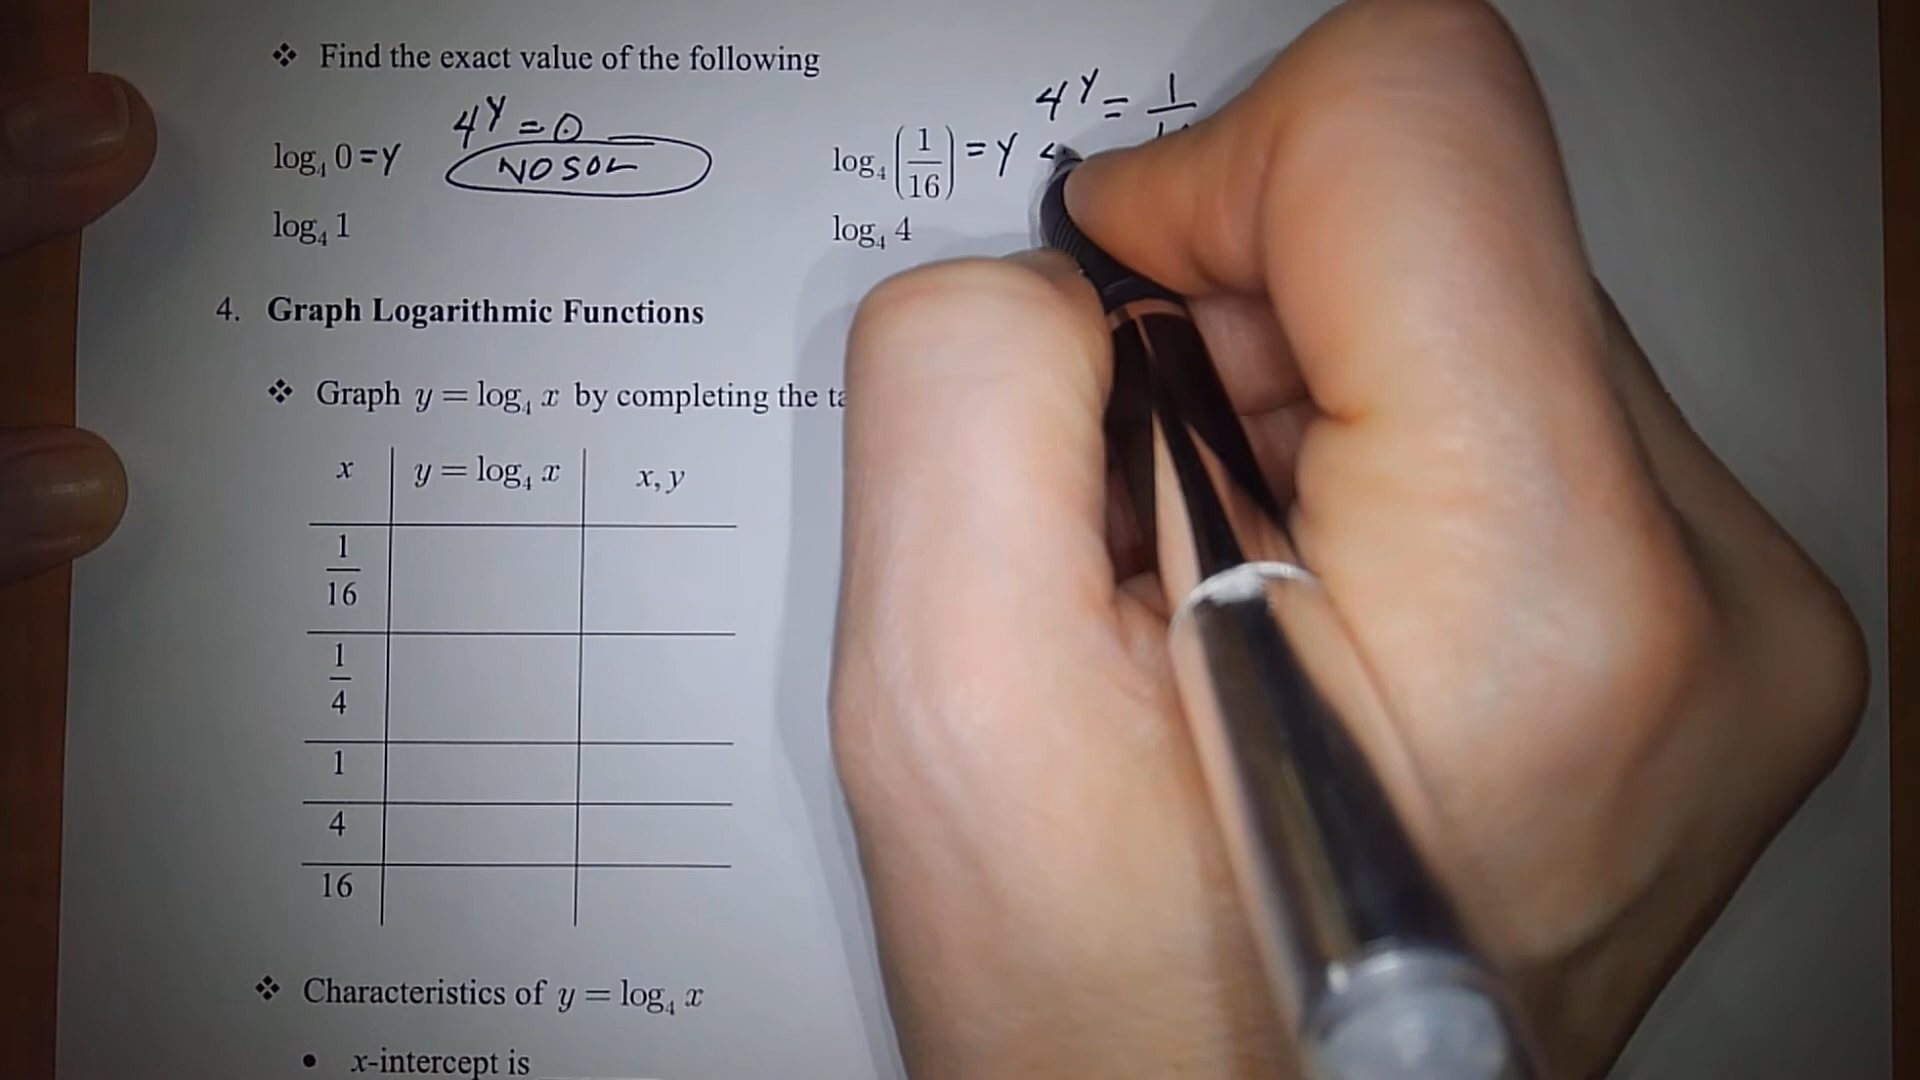 ❖ Find the exact value of the following
4^Y = 0
log₄ 0 = Y NO SOL
4^Y = 1/
log₄ (1/16) = Y
log₄ 1
log₄ 4
4. Graph Logarithmic Functions
❖ Graph y = log₄ x by completing the
x y = log₄ x x, y
1/16
1/4
1
4
16
❖ Characteristics of y = log₄ x
• x-intercept is